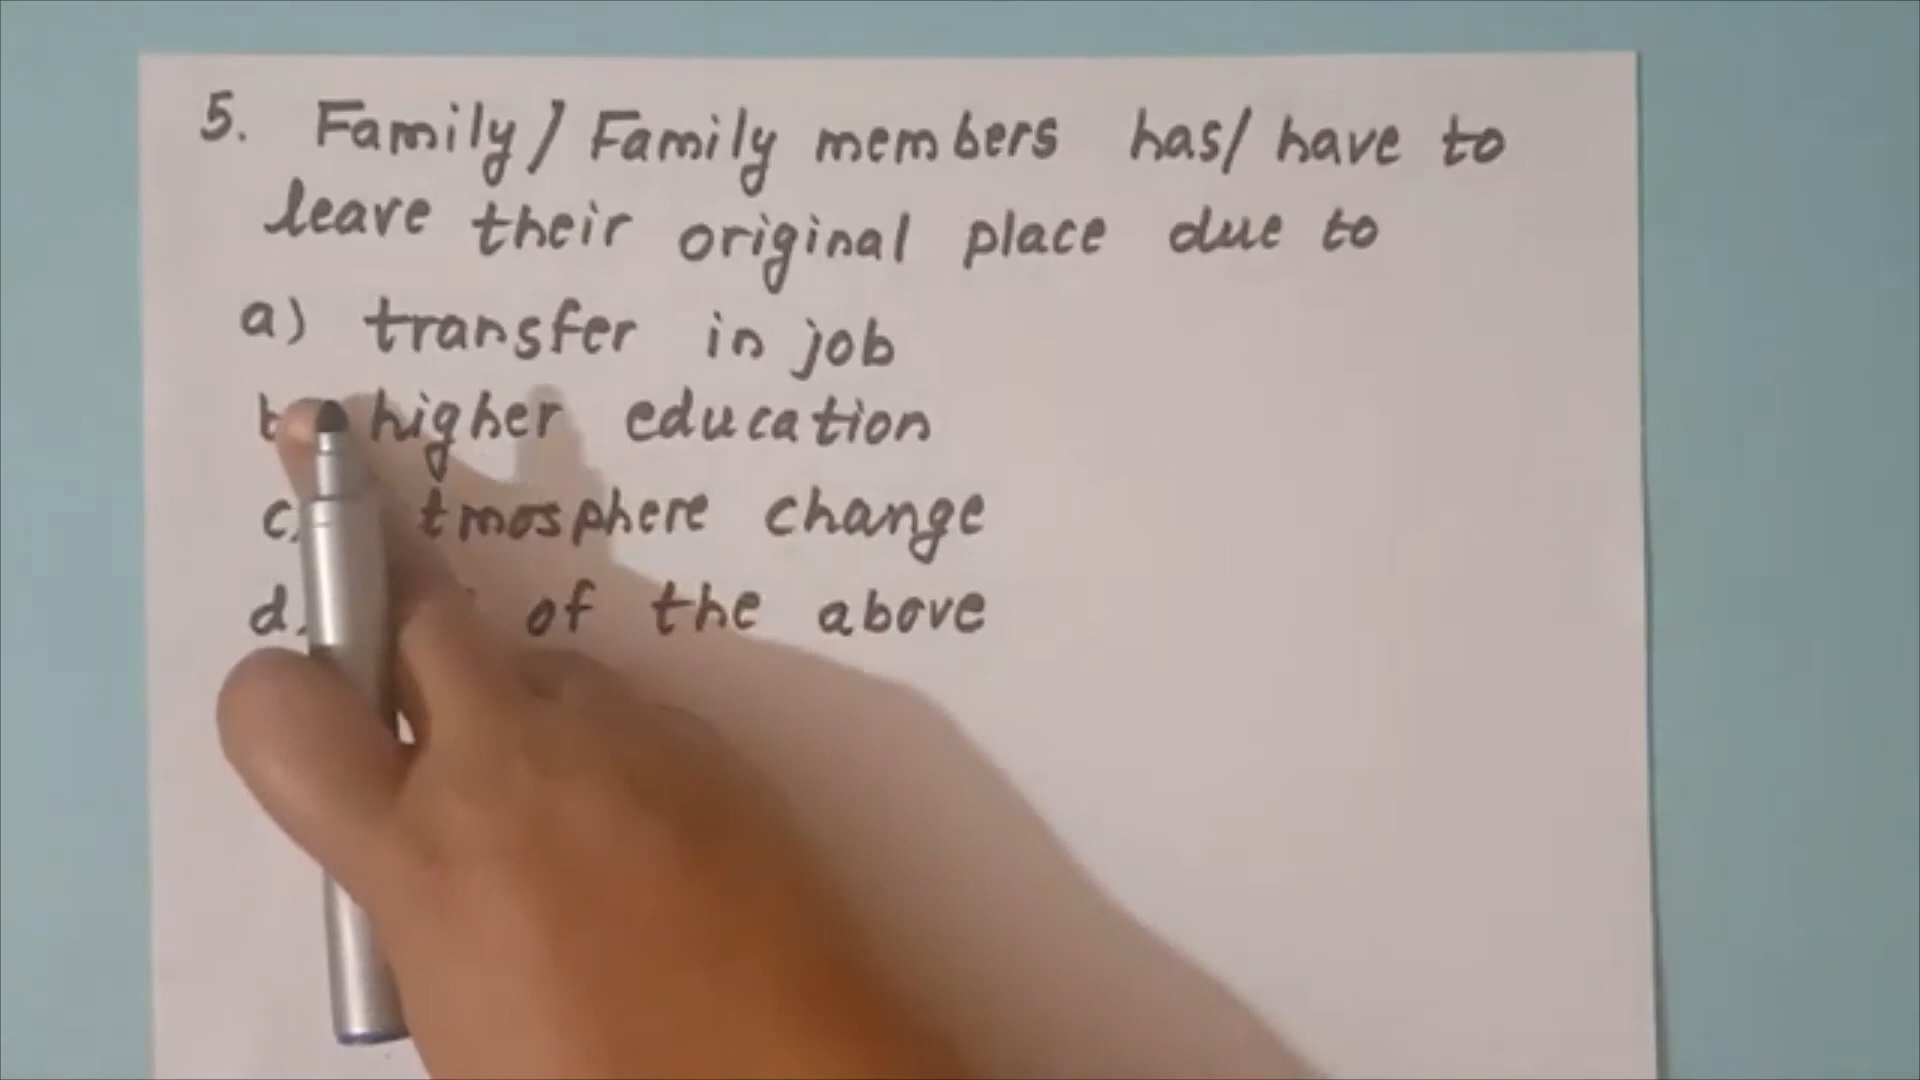 5. Family/ Family members has/ have to
leave their original place due to
a) transfer in job
higher education
c) tmosphere change
d) of the above